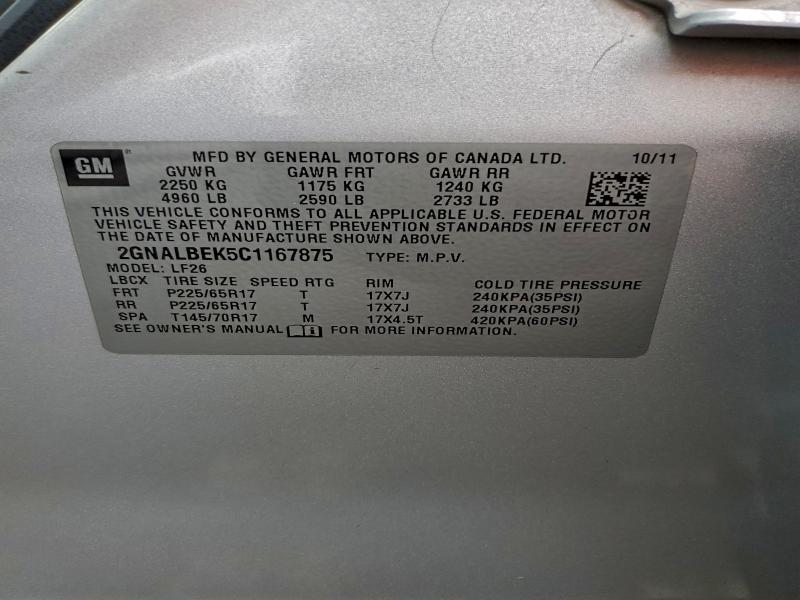 GM ® MFD BY GENERAL MOTORS OF CANADA LTD. 10/11
GVWR GAWR FRT GAWR RR
2250 KG 1175 KG 1240 KG
4960 LB 2590 LB 2733 LB
THIS VEHICLE CONFORMS TO ALL APPLICABLE U.S. FEDERAL MOTOR
VEHICLE SAFETY AND THEFT PREVENTION STANDARDS IN EFFECT ON
THE DATE OF MANUFACTURE SHOWN ABOVE.
2GNALBEK5C1167875 TYPE: M.P.V.
MODEL: LF26
LBCX TIRE SIZE SPEED RTG RIM COLD TIRE PRESSURE
FRT P225/65R17 T 17X7J 240KPA(35PSI)
RR P225/65R17 T 17X7J 240KPA(35PSI)
SPA T145/70R17 M 17X4.5T 420KPA(60PSI)
SEE OWNER'S MANUAL FOR MORE INFORMATION.